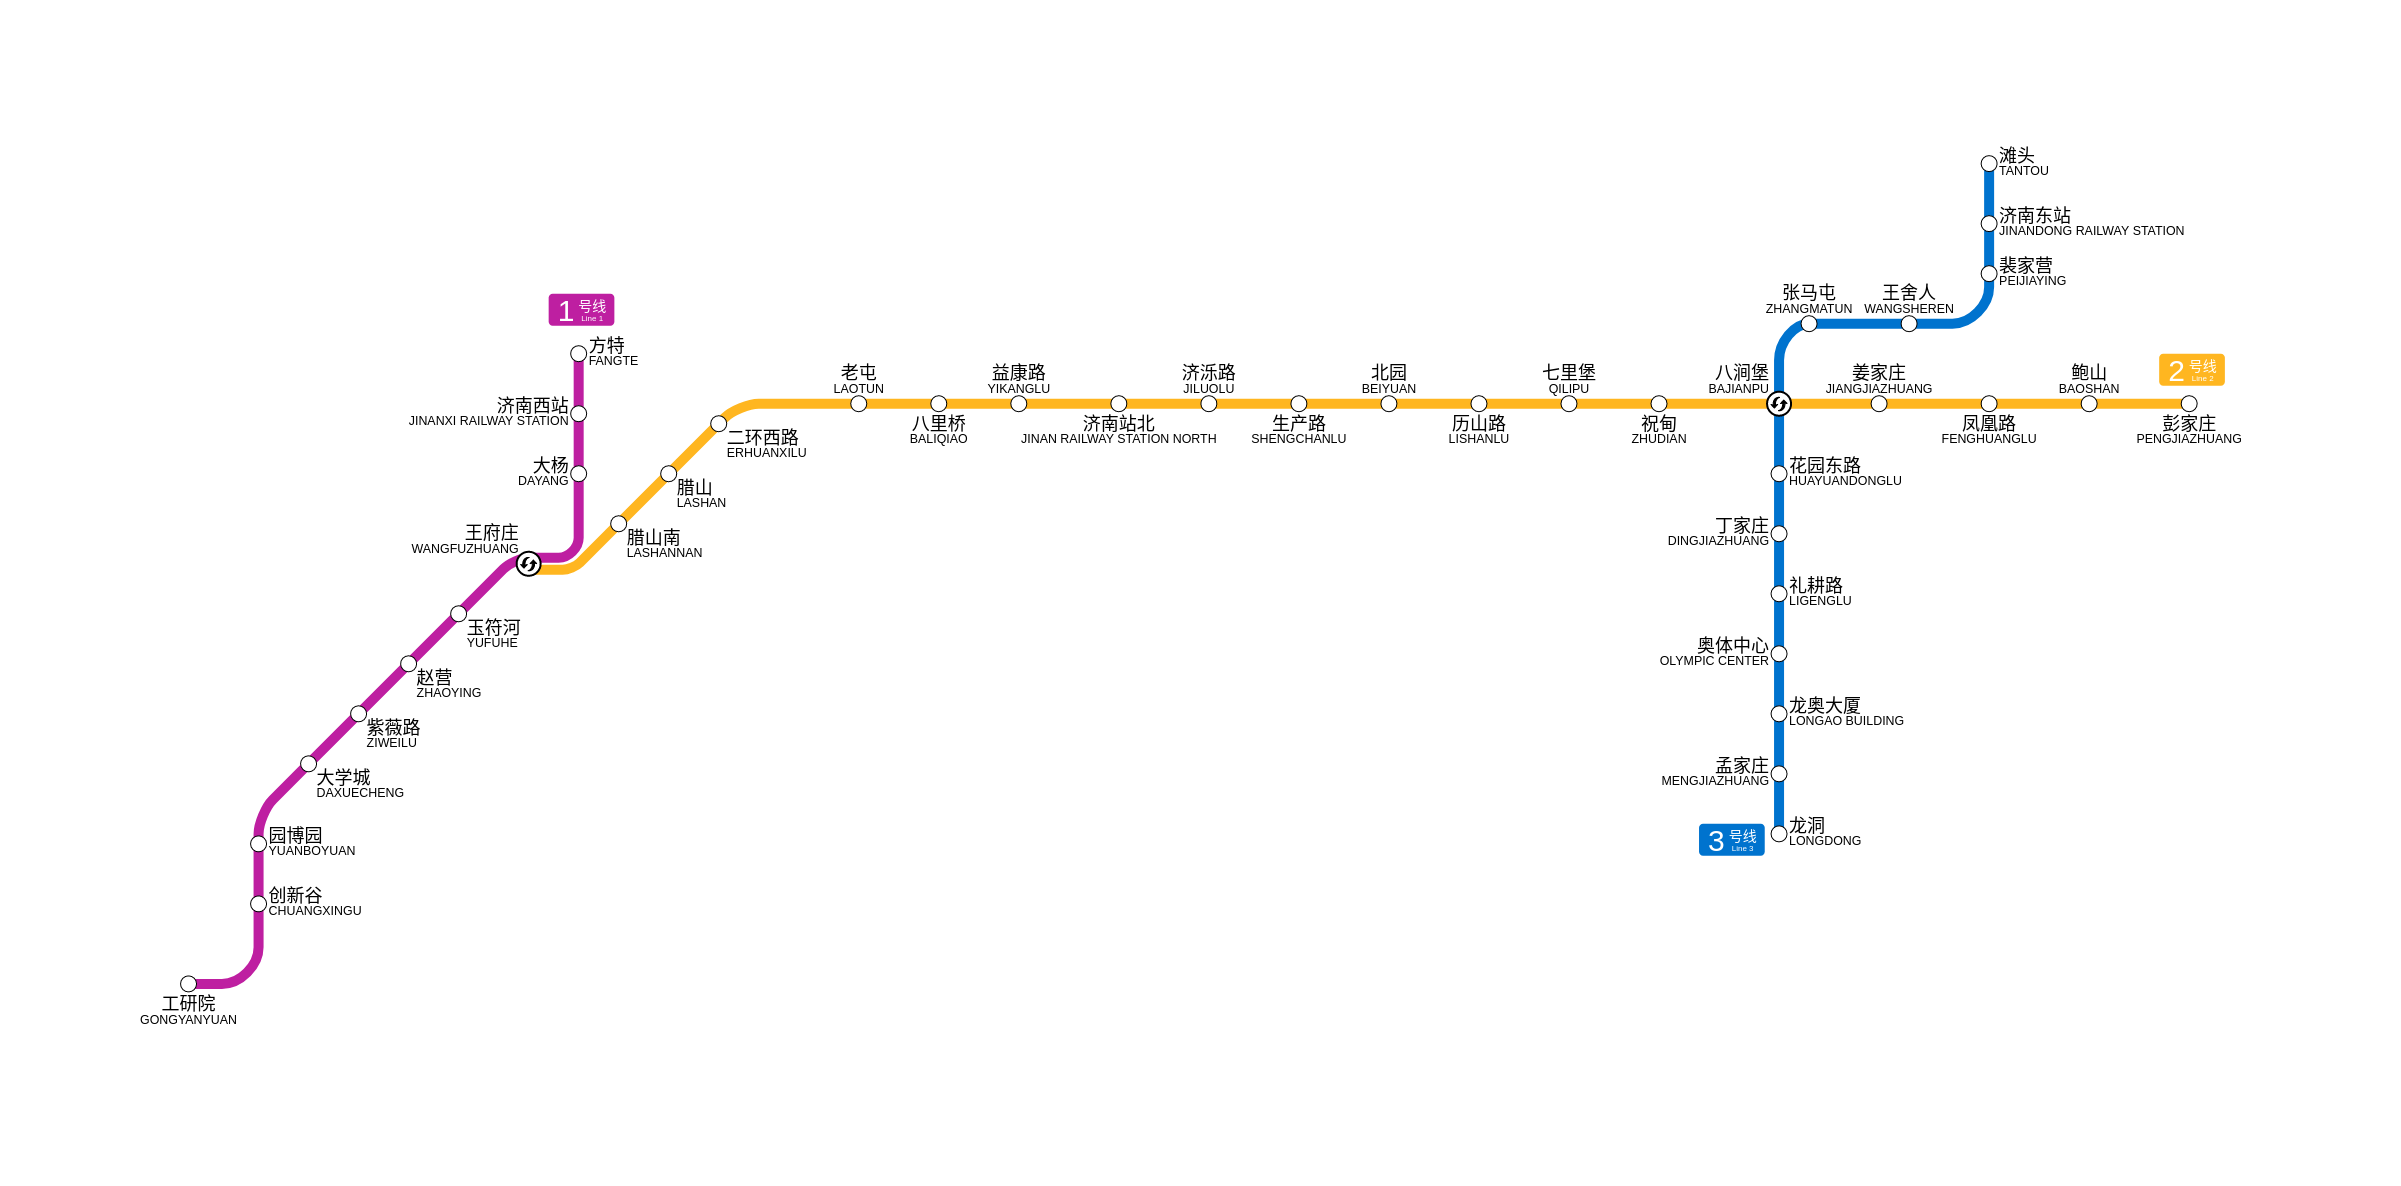 滩头
TANTOU
济南东站
JINANDONG RAILWAY STATION
裴家营
PEIJIAYING
张马屯
ZHANGMATUN
王舍人
WANGSHEREN
1 号线
Line 1
方特
FANGTE
济南西站
JINANXI RAILWAY STATION
大杨
DAYANG
王府庄
WANGFUZHUANG
玉符河
YUFUHE
赵营
ZHAOYING
紫薇路
ZIWEILU
大学城
DAXUECHENG
园博园
YUANBOYUAN
创新谷
CHUANGXINGU
工研院
GONGYANYUAN
腊山南
LASHANNAN
腊山
LASHAN
二环西路
ERHUANXILU
老屯
LAOTUN
八里桥
BALIQIAO
益康路
YIKANGLU
济南站北
JINAN RAILWAY STATION NORTH
济泺路
JILUOLU
生产路
SHENGCHANLU
北园
BEIYUAN
历山路
LISHANLU
七里堡
QILIPU
祝甸
ZHUDIAN
八涧堡
BAJIANPU
姜家庄
JIANGJIAZHUANG
凤凰路
FENGHUANGLU
鲍山
BAOSHAN
2 号线
Line 2
彭家庄
PENGJIAZHUANG
花园东路
HUAYUANDONGLU
丁家庄
DINGJIAZHUANG
礼耕路
LIGENGLU
奥体中心
OLYMPIC CENTER
龙奥大厦
LONGAO BUILDING
孟家庄
MENGJIAZHUANG
龙洞
LONGDONG
3 号线
Line 3